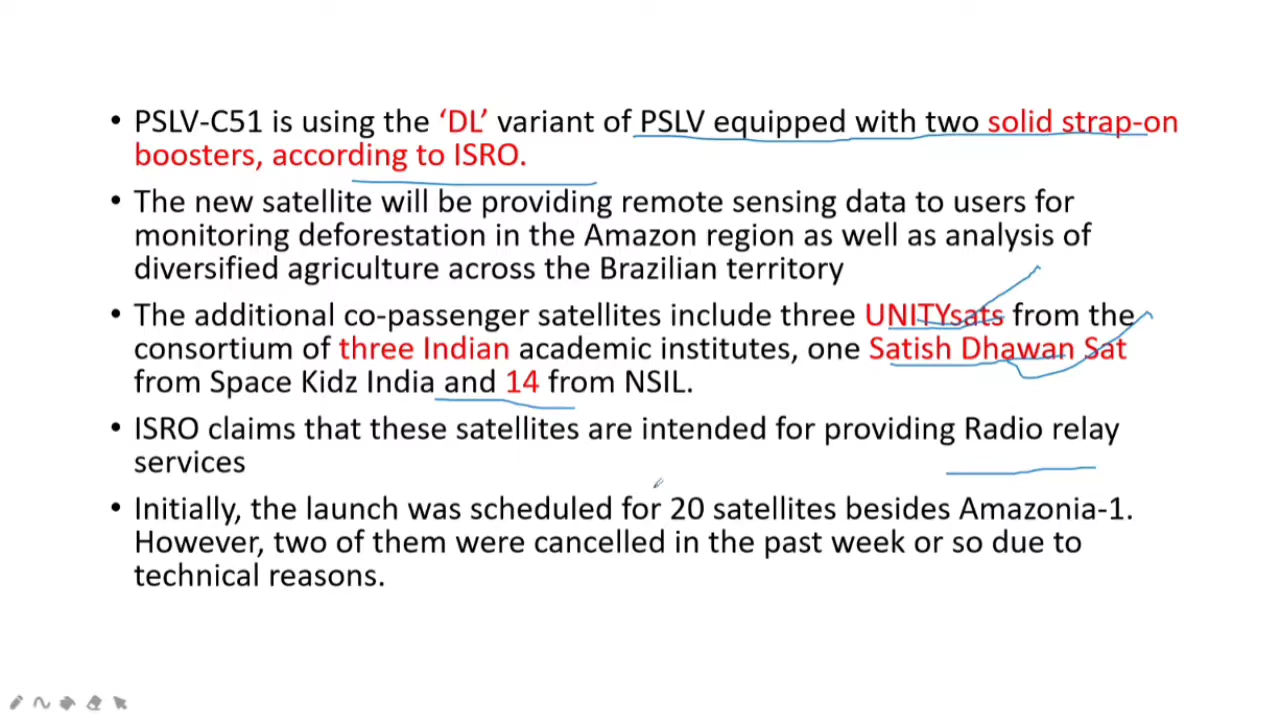 • PSLV-C51 is using the ‘DL’ variant of PSLV equipped with two solid strap-on
boosters, according to ISRO.
• The new satellite will be providing remote sensing data to users for
monitoring deforestation in the Amazon region as well as analysis of
diversified agriculture across the Brazilian territory
• The additional co-passenger satellites include three UNITYsats from the
consortium of three Indian academic institutes, one Satish Dhawan Sat
from Space Kidz India and 14 from NSIL.
• ISRO claims that these satellites are intended for providing Radio relay
services
• Initially, the launch was scheduled for 20 satellites besides Amazonia-1.
However, two of them were cancelled in the past week or so due to
technical reasons.